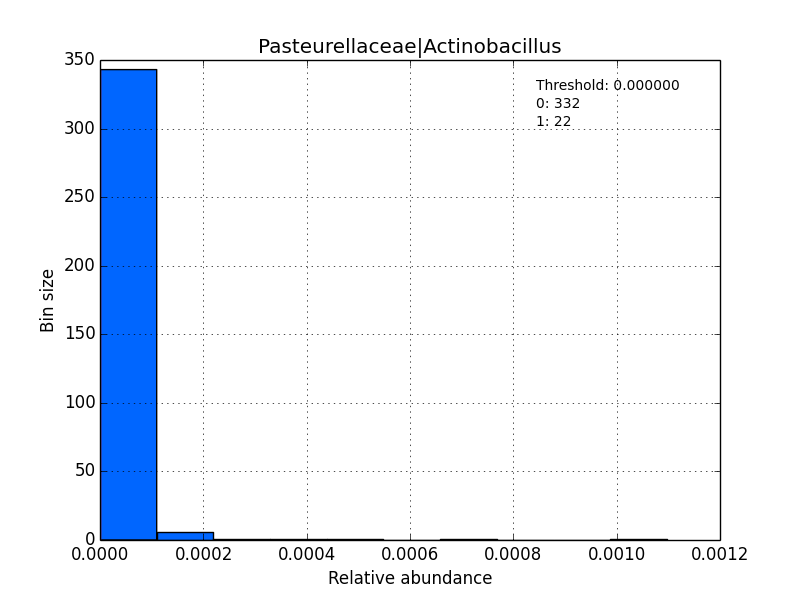 Pasteurellaceae|Actinobacillus
Threshold: 0.000000
0: 332
1: 22
350
300
250
200
150
100
50
0
Bin size
0.0000 0.0002 0.0004 0.0006 0.0008 0.0010 0.0012
Relative abundance